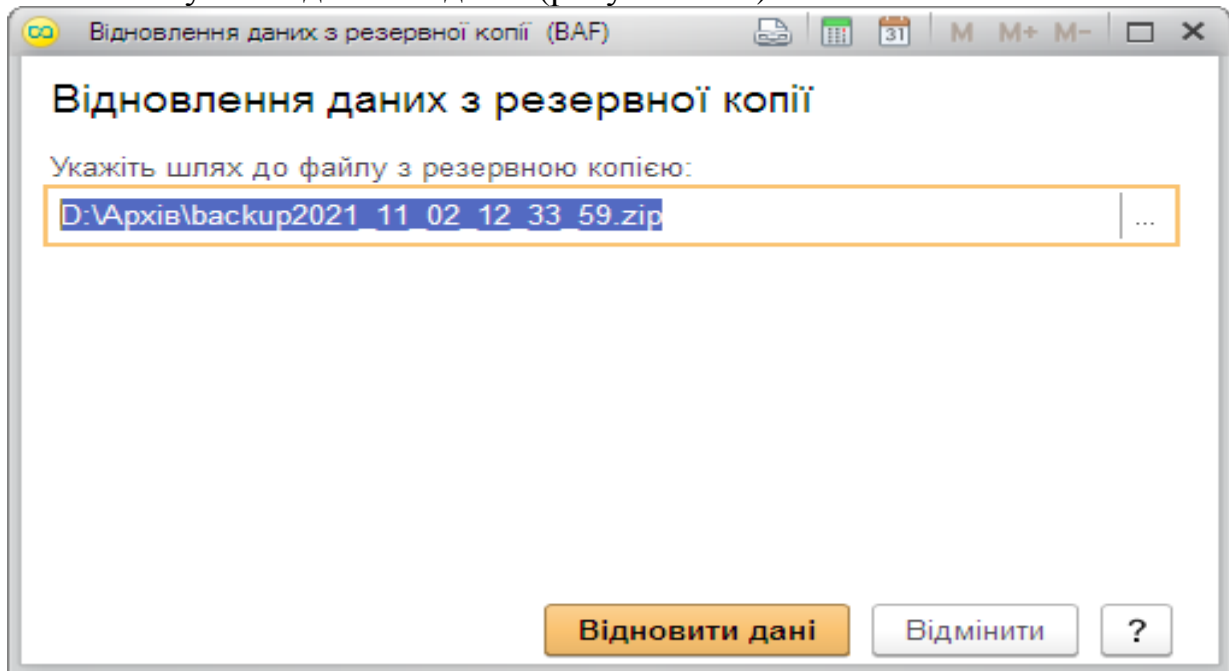 Відновлення даних з резервної копії (BAF)
31 M M+ M-
Відновлення даних з резервної копії
Укажіть шлях до файлу з резервною копією:
D:\Архів\backup2021_11_02_12_33_59.zip ...
Відновити дані Відмінити ?